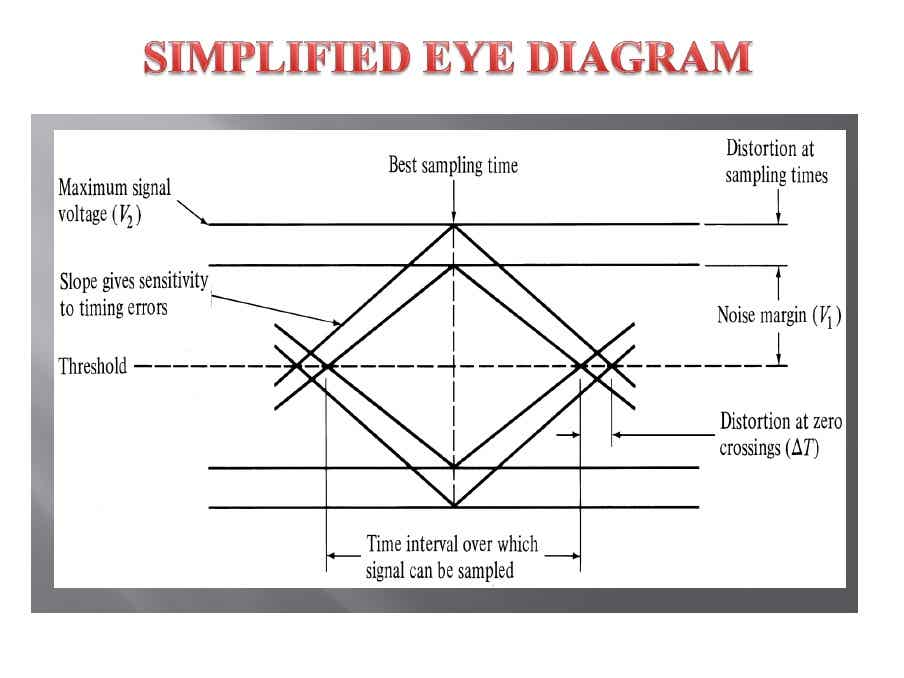 SIMPLIFIED EYE DIAGRAM
Best sampling time
Distortion at
sampling times
Maximum signal
voltage (V₂)
Slope gives sensitivity
to timing errors
Noise margin (V₁)
Threshold
Distortion at zero
crossings (ΔT)
Time interval over which
signal can be sampled